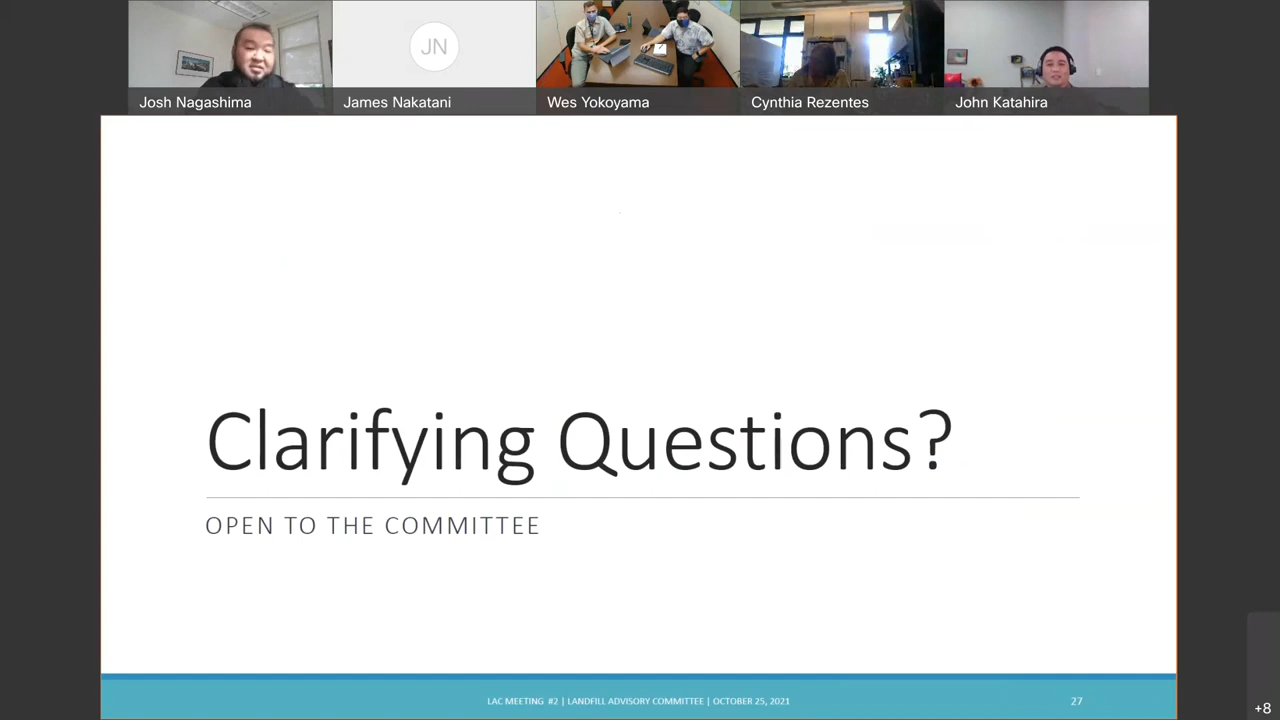 JN
Josh Nagashima
James Nakatani
Wes Yokoyama
Cynthia Rezentes
John Katahira
Clarifying Questions?
OPEN TO THE COMMITTEE
LAC MEETING #2 | LANDFILL ADVISORY COMMITTEE | OCTOBER 25, 2021
27
+8